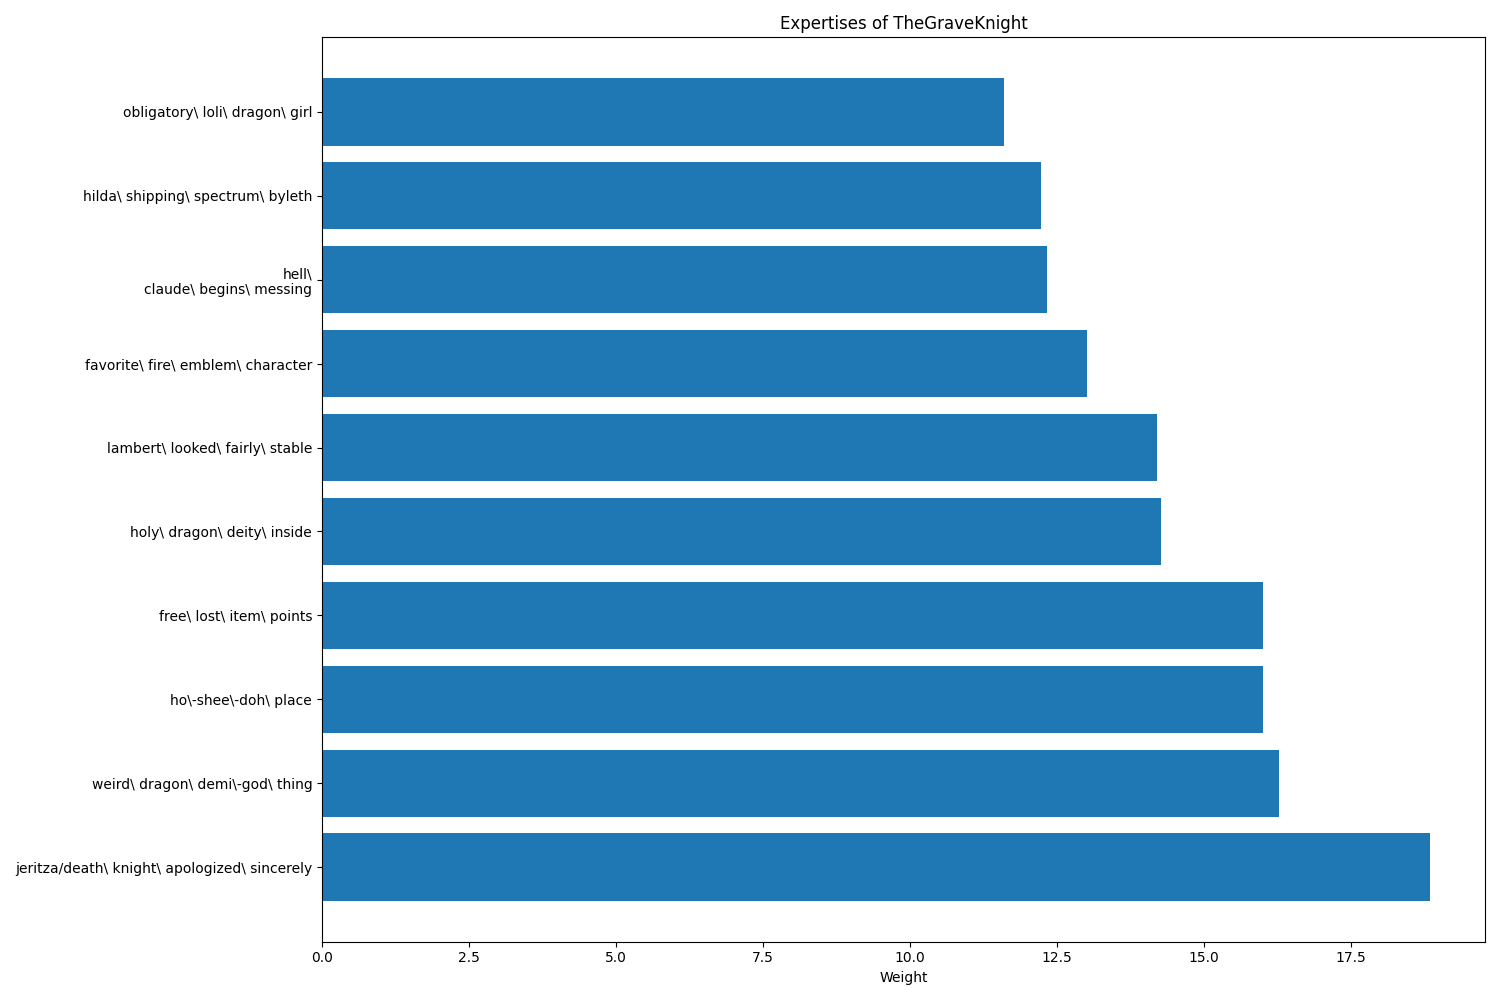 Expertises of TheGraveKnight
obligatory\ loli\ dragon\ girl
hilda\ shipping\ spectrum\ byleth
hell\
claude\ begins\ messing
favorite\ fire\ emblem\ character
lambert\ looked\ fairly\ stable
holy\ dragon\ deity\ inside
free\ lost\ item\ points
ho\-shee\-doh\ place
weird\ dragon\ demi\-god\ thing
jeritza/death\ knight\ apologized\ sincerely
0.0 2.5 5.0 7.5 10.0 12.5 15.0 17.5
Weight